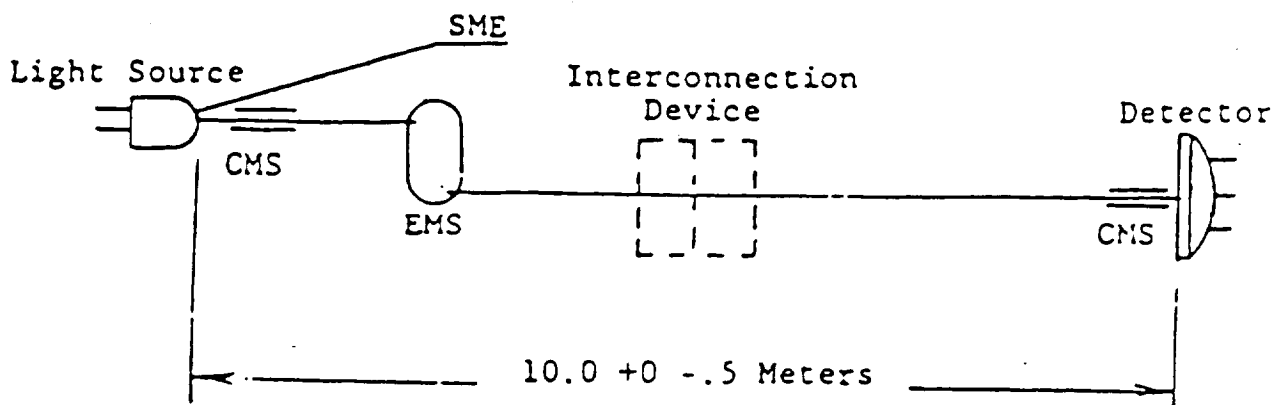 SME
Light Source
Interconnection
Device
Detector
CMS
EMS
CMS
10.0 +0 -.5 Meters